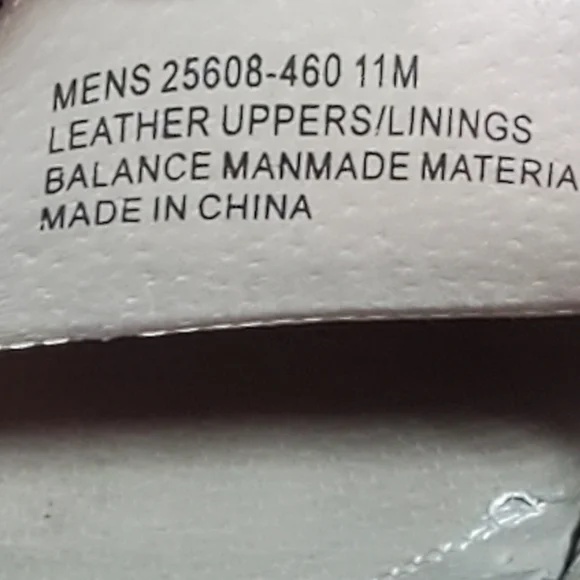 MENS 25608-460 11M
LEATHER UPPERS/LININGS
BALANCE MANMADE MATERIA
MADE IN CHINA